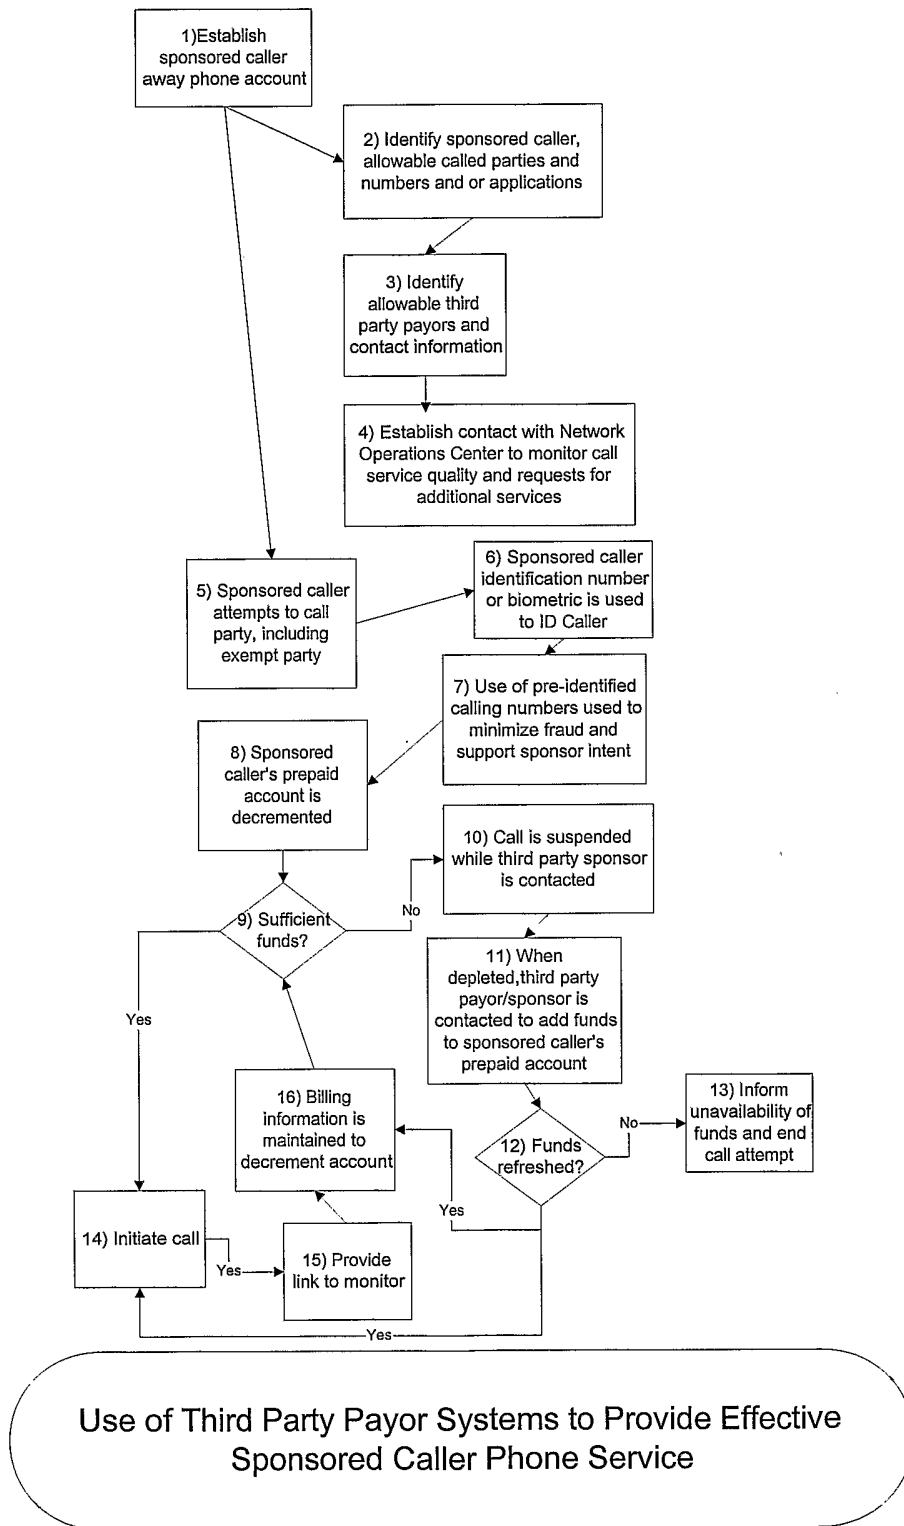 1)Establish
sponsored caller
away phone account
2) Identify sponsored caller,
allowable called parties and
numbers and or applications
3) Identify
allowable third
party payors and
contact information
4) Establish contact with Network
Operations Center to monitor call
service quality and requests for
additional services
5) Sponsored caller
attempts to call
party, including
exempt party
6) Sponsored caller
identification number
or biometric is used
to ID Caller
7) Use of pre-identified
calling numbers used to
minimize fraud and
support sponsor intent
8) Sponsored
caller's prepaid
account is
decremented
9) Sufficient
funds?
No
Yes
10) Call is suspended
while third party sponsor
is contacted
11) When
depleted,third party
payor/sponsor is
contacted to add funds
to sponsored caller's
prepaid account
12) Funds
refreshed?
No
13) Inform
unavailability of
funds and end
call attempt
Yes
16) Billing
information is
maintained to
decrement account
14) Initiate call
Yes
15) Provide
link to monitor
Yes
Use of Third Party Payor Systems to Provide Effective
Sponsored Caller Phone Service